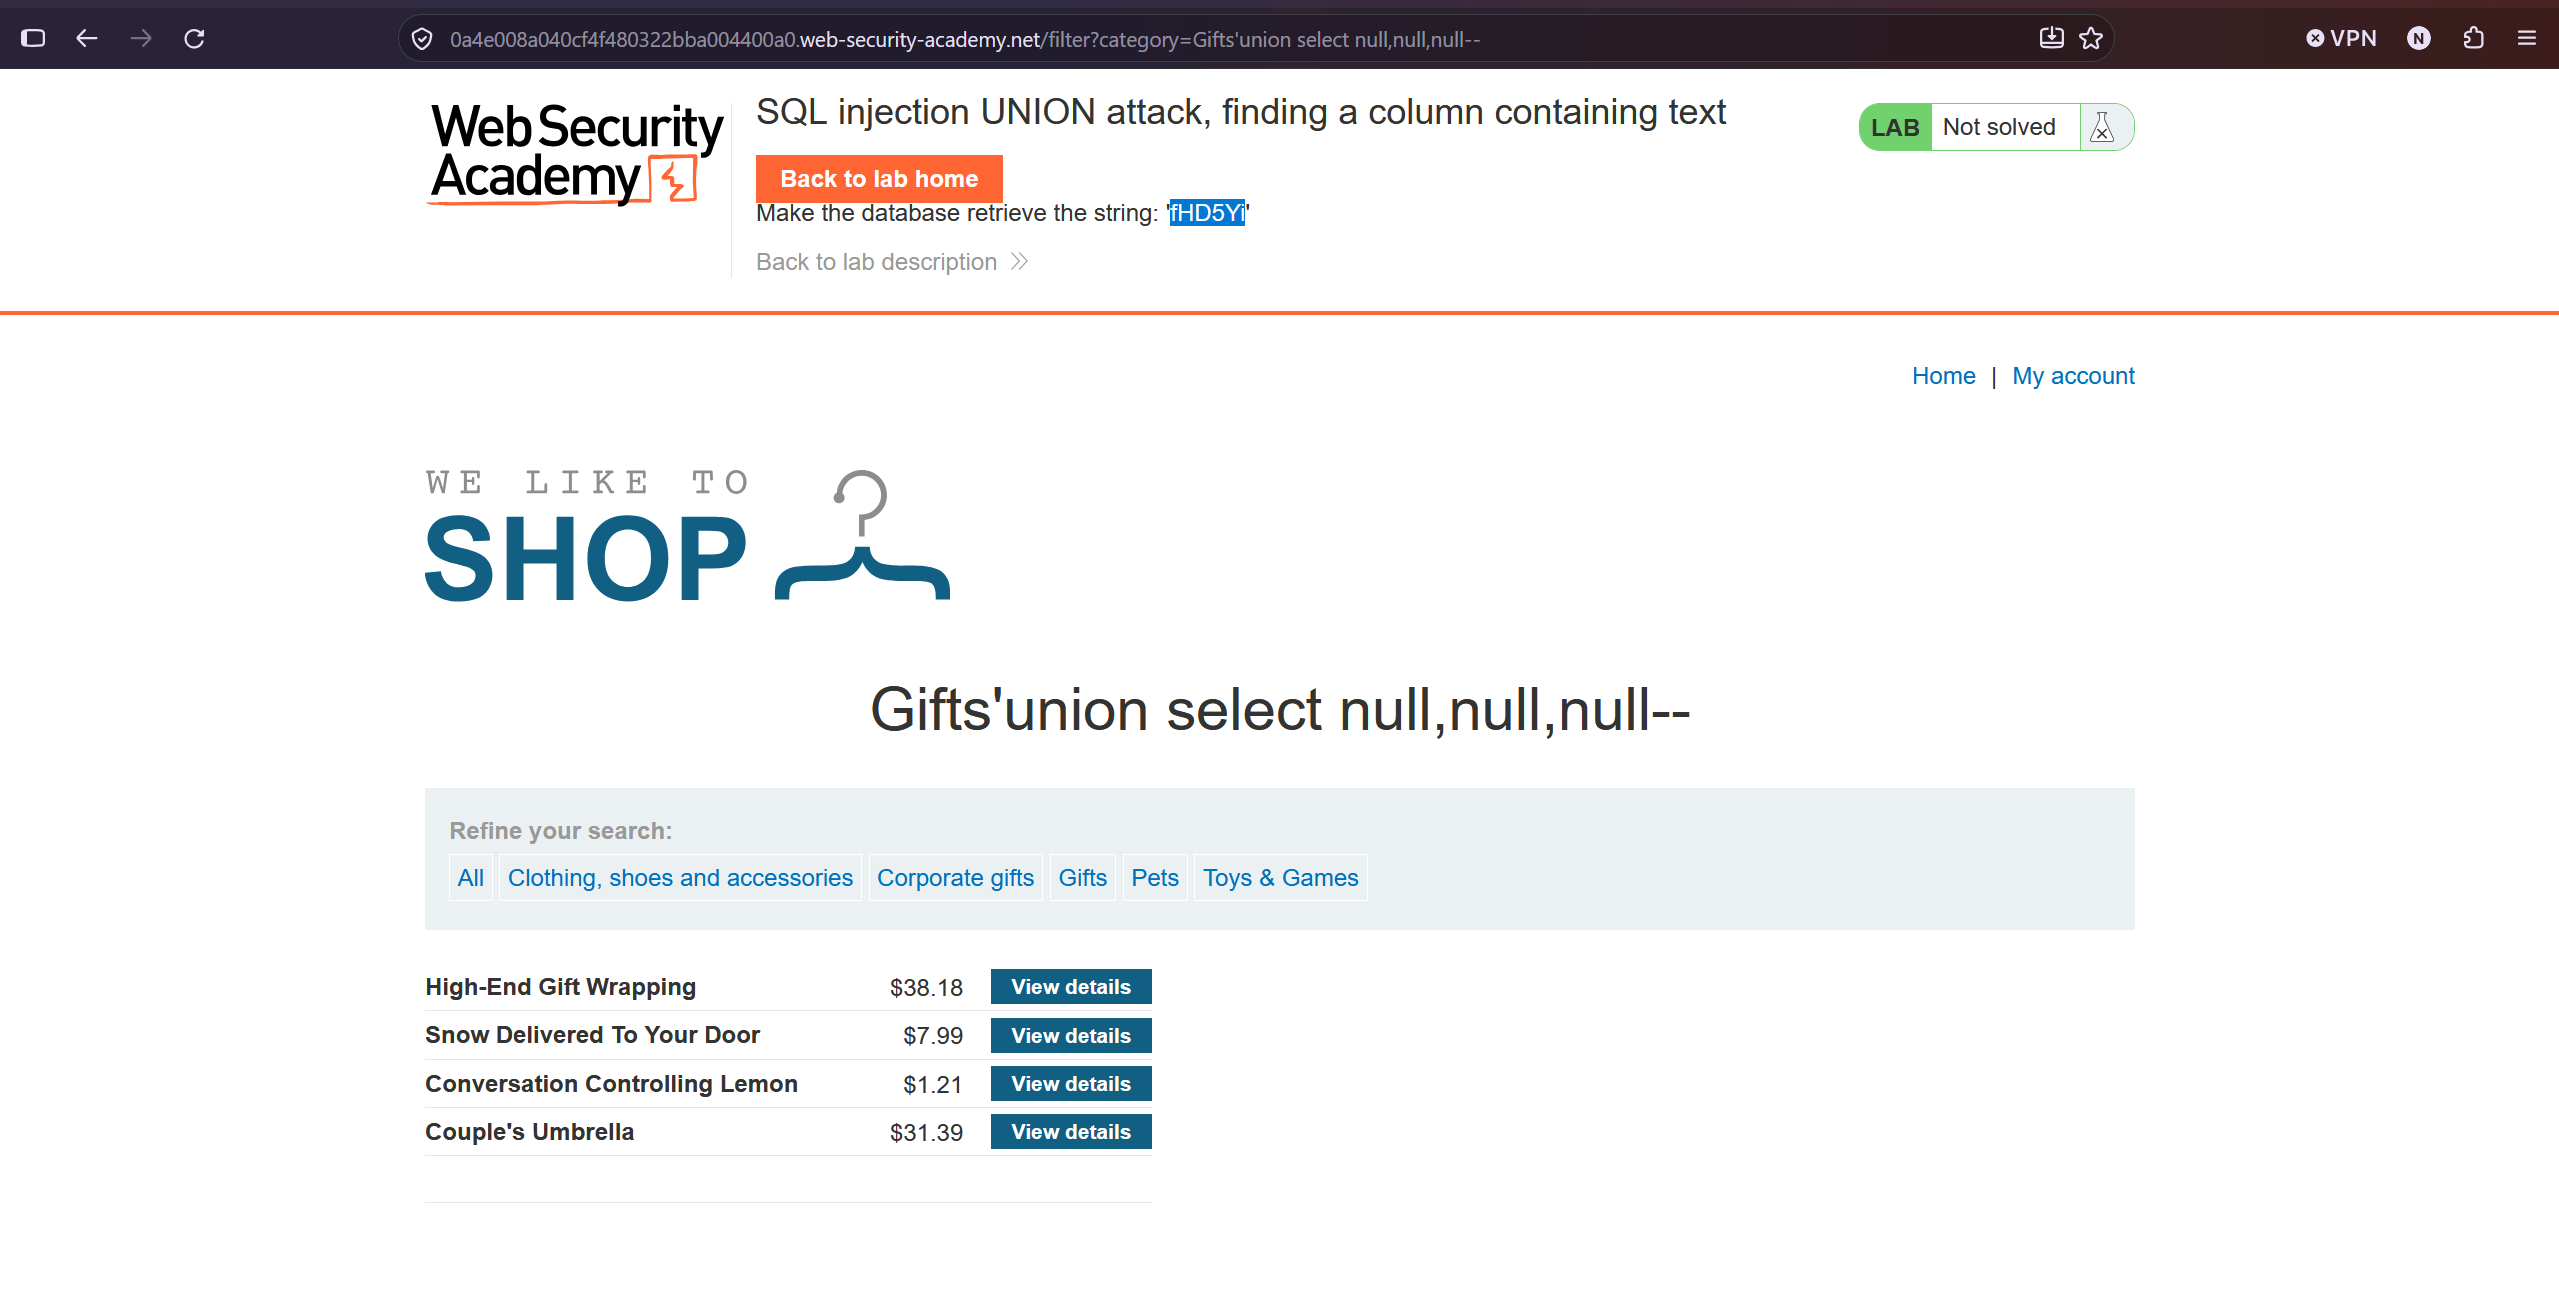 0a4e008a040cf4f480322bba004400a0.web-security-academy.net/filter?category=Gifts'union select null,null,null--
VPN
N
WebSecurity
Academy
SQL injection UNION attack, finding a column containing text
LAB
Not solved
Back to lab home
Make the database retrieve the string: 'fHD5Yi'
Back to lab description
Home | My account
WE LIKE TO
SHOP
Gifts'union select null,null,null--
Refine your search:
All Clothing, shoes and accessories Corporate gifts Gifts Pets Toys & Games
High-End Gift Wrapping $38.18 View details
Snow Delivered To Your Door $7.99 View details
Conversation Controlling Lemon $1.21 View details
Couple's Umbrella $31.39 View details